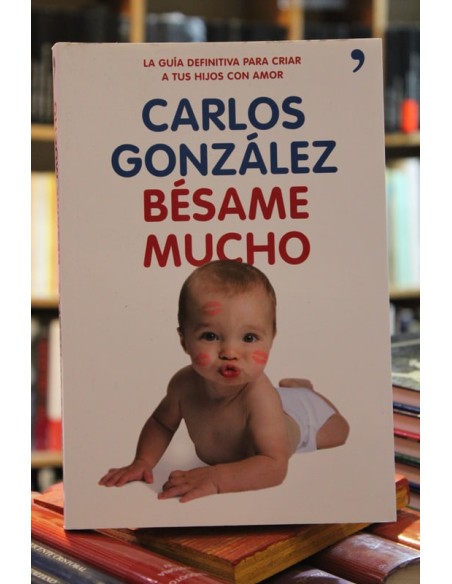 LA GUÍA DEFINITIVA PARA CRIAR
A TUS HIJOS CON AMOR
CARLOS
GONZÁLEZ
BÉSAME
MUCHO